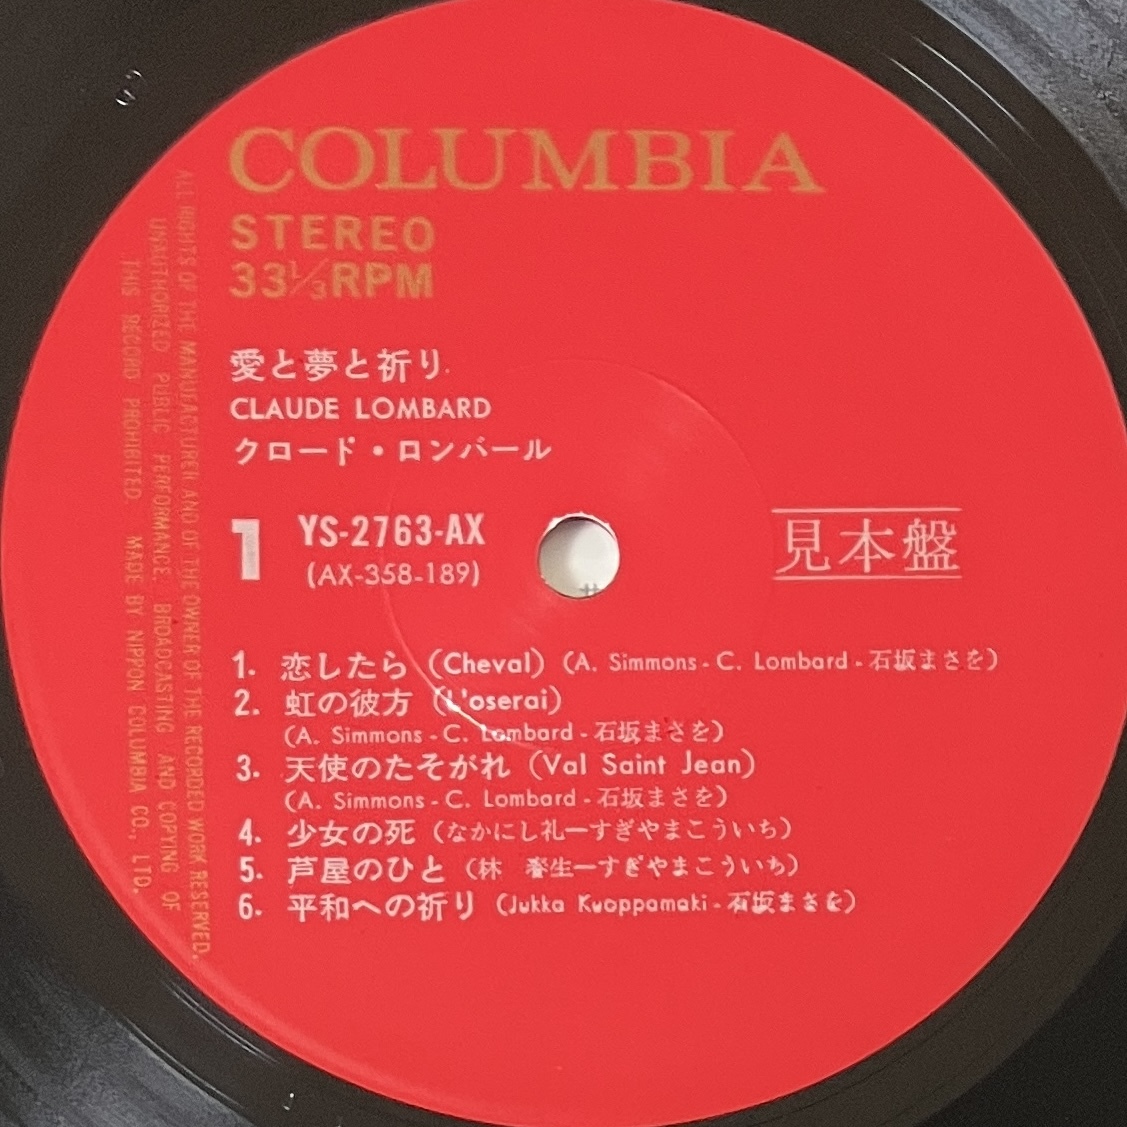 COLUMBIA
STEREO
33⅓RPM
愛と夢と祈り
CLAUDE LOMBARD
クロード・ロンバール
1
YS-2763-AX
(AX-358-189)
見本盤
1. 恋したら (Cheval) (A. Simmons - C. Lombard - 石坂まさを)
2. 虹の彼方 (L'oserai)
(A. Simmons - C. Lombard - 石坂まさを)
3. 天使のたそがれ (Val Saint Jean)
(A. Simmons - C. Lombard - 石坂まさを)
4. 少女の死 (なかにし礼ーすぎやまこういち)
5. 芦屋のひと (林 春生ーすぎやまこういち)
6. 平和への祈り (Jukka Kuoppamaki - 石坂まさを)
ALL RIGHTS OF THE MANUFACTURER AND OF THE OWNER OF THE RECORDED WORK RESERVED.
UNAUTHORIZED PUBLIC PERFORMANCE, BROADCASTING AND COPYING OF
THIS RECORD PROHIBITED. MADE BY NIPPON COLUMBIA CO., LTD.